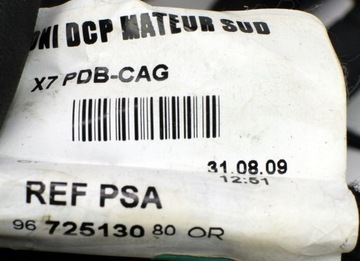 DCP MATEUR SUD
X7 PDB-CAG
31.08.09
12:51
REF PSA
96 725130 80 OR